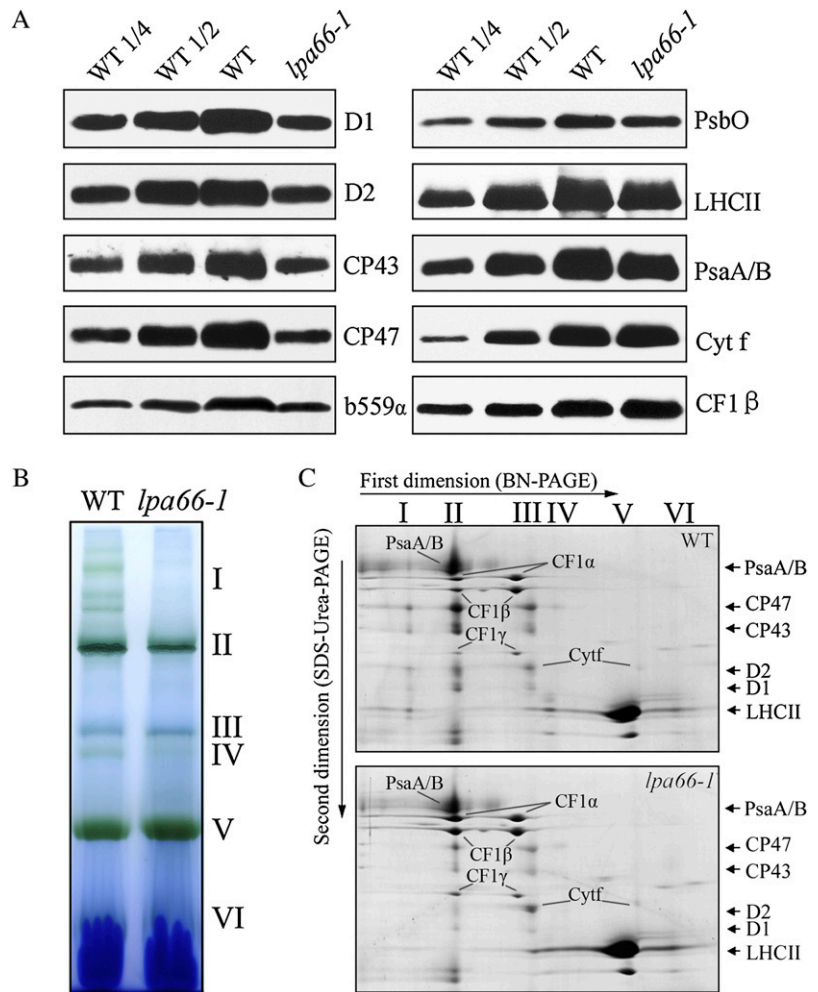 A
WT 1/4 WT 1/2 WT lpa66-1
D1
D2
CP43
CP47
b559α
WT 1/4 WT 1/2 WT lpa66-1
PsbO
LHCII
PsaA/B
Cyt f
CF1β
B
WT lpa66-1
I
II
III
IV
V
VI
C
First dimension (BN-PAGE)
I II III IV V VI
Second dimension (SDS-Urea-PAGE)
WT
PsaA/B
CF1α
CF1β
CF1γ
Cytf
PsaA/B
CP47
CP43
D2
D1
LHCII
lpa66-1
PsaA/B
CF1α
CF1β
CF1γ
Cytf
PsaA/B
CP47
CP43
D2
D1
LHCII